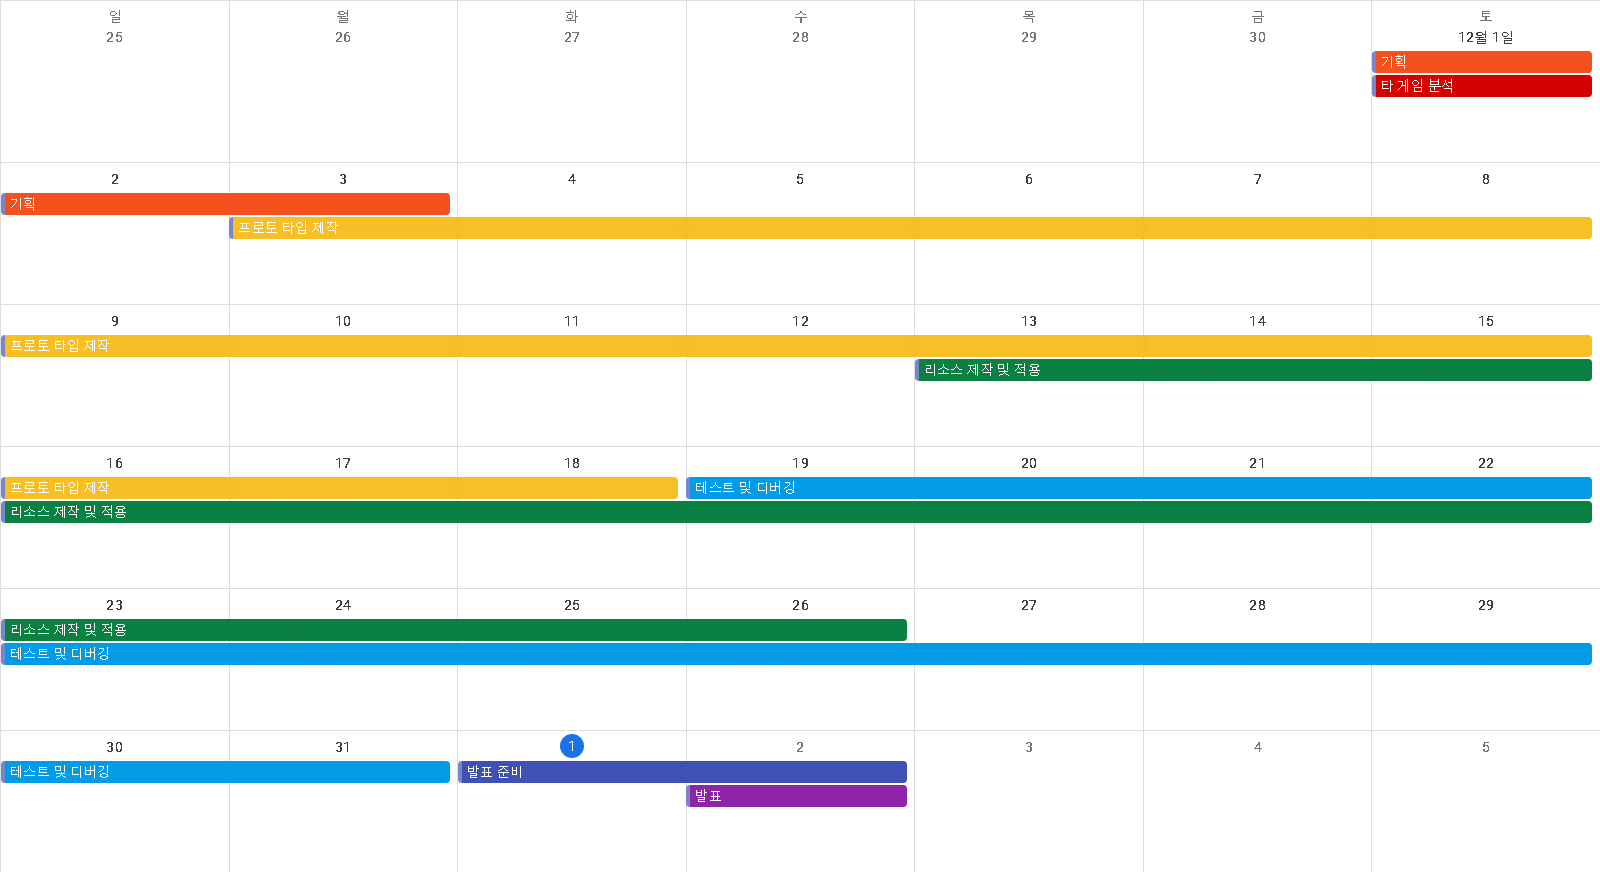 일 월 화 수 목 금 토
25 26 27 28 29 30 12월 1일
기획
타 게임 분석
2 3 4 5 6 7 8
기획
프로토 타입 제작
9 10 11 12 13 14 15
프로토 타입 제작
리소스 제작 및 적용
16 17 18 19 20 21 22
프로토 타입 제작 테스트 및 디버깅
리소스 제작 및 적용
23 24 25 26 27 28 29
리소스 제작 및 적용
테스트 및 디버깅
30 31 1 2 3 4 5
테스트 및 디버깅 발표 준비
발표